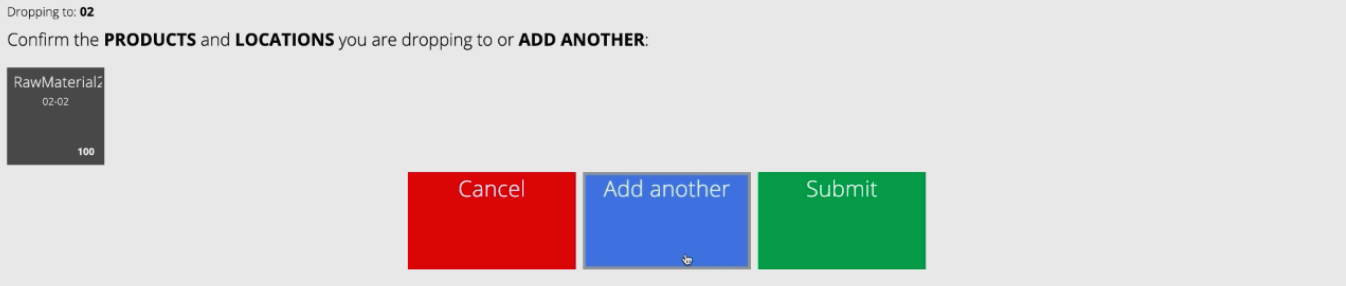 Dropping to: 02
Confirm the PRODUCTS and LOCATIONS you are dropping to or ADD ANOTHER:
RawMaterial2
02-02
100
Cancel
Add another
Submit